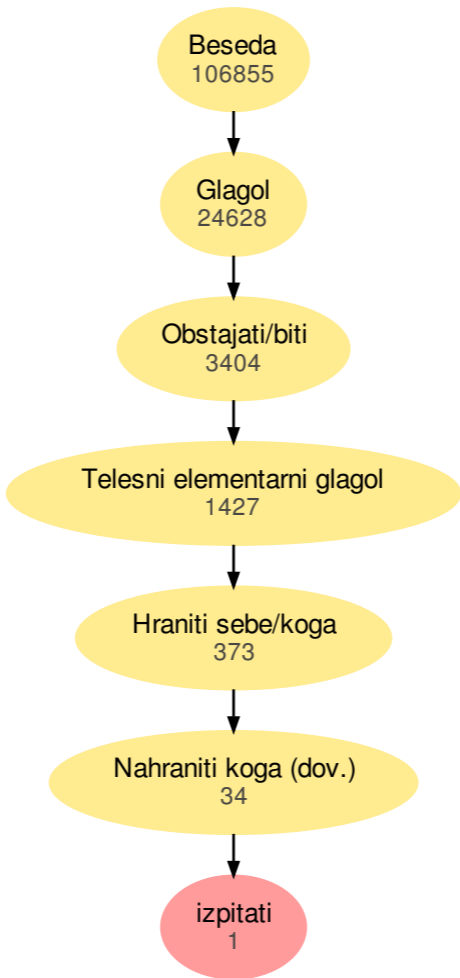 Beseda
106855
Glagol
24628
Obstajati/biti
3404
Telesni elementarni glagol
1427
Hraniti sebe/koga
373
Nahraniti koga (dov.)
34
izpitati
1